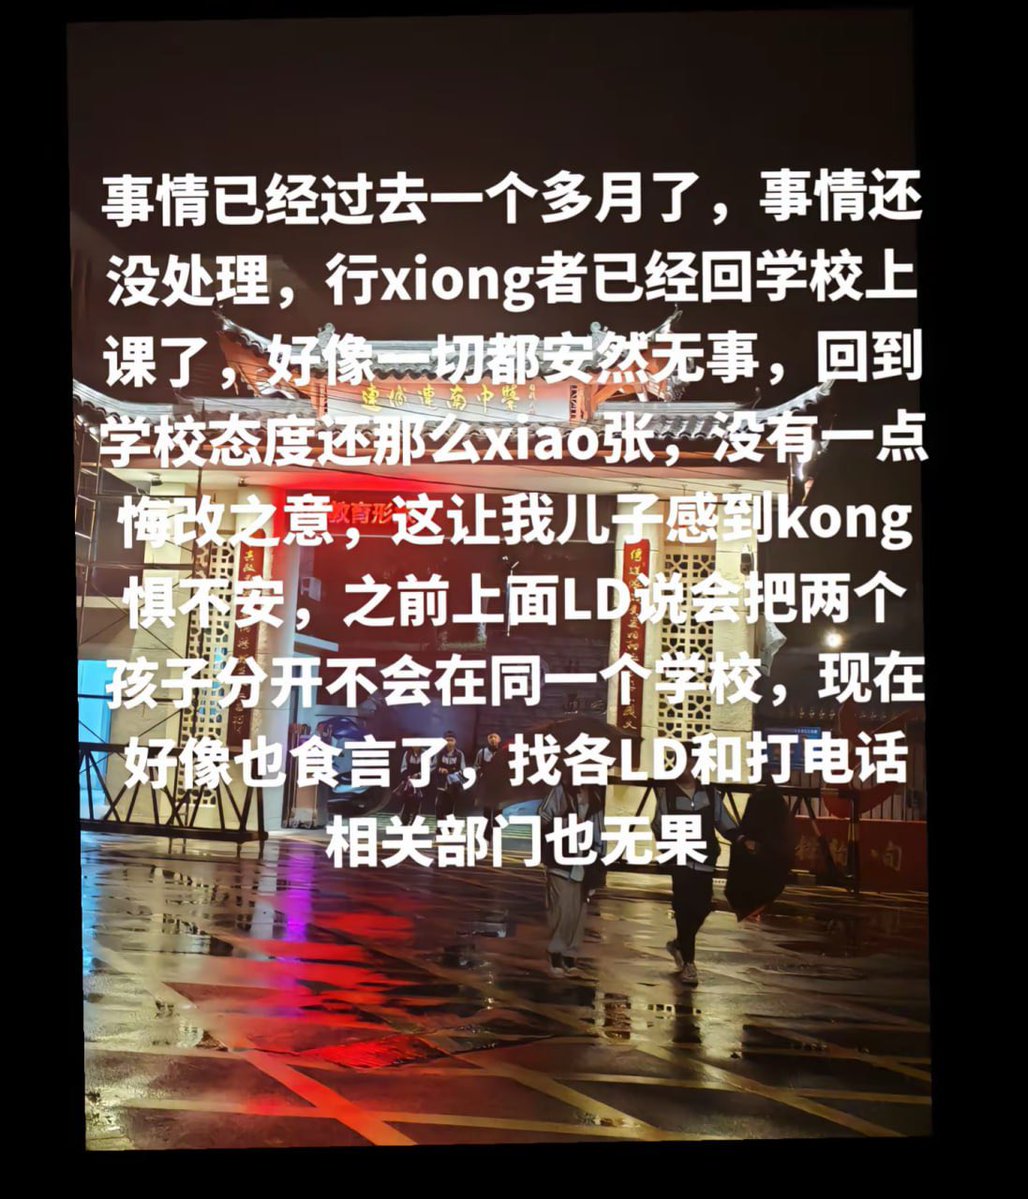 事情已经过去一个多月了，事情还
没处理，行xiong者已经回学校上
课了，好像一切都安然无事，回到
学校态度还那么xiao张，没有一点
悔改之意，这让我儿子感到kong
惧不安，之前上面LD说会把两个
孩子分开不会在同一个学校，现在
好像也食言了，找各LD和打电话
相关部门也无果
教育形